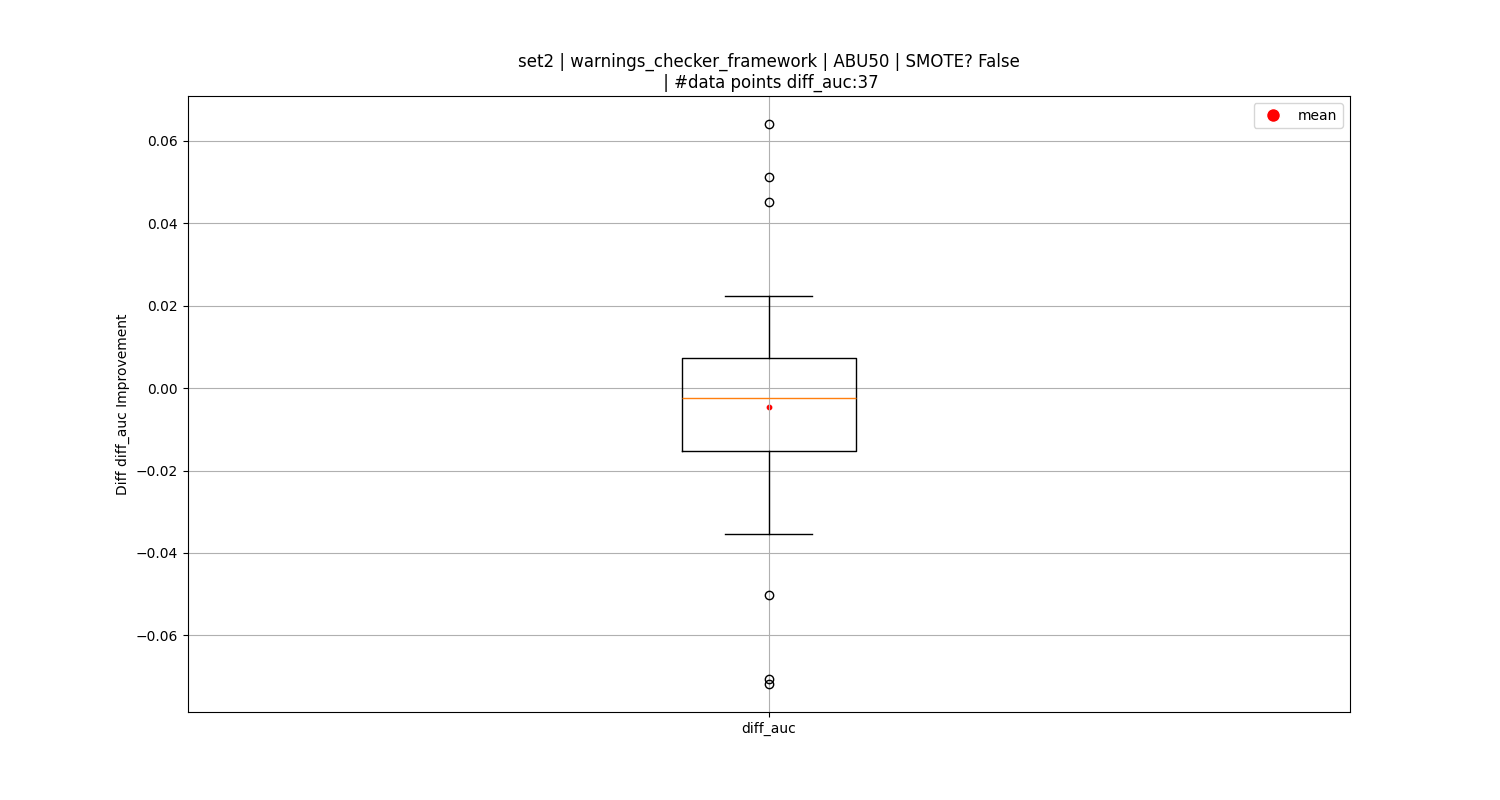 set2 | warnings_checker_framework | ABU50 | SMOTE? False
| #data points diff_auc:37
mean
0.06
0.04
0.02
0.00
−0.02
−0.04
−0.06
Diff diff_auc Improvement
diff_auc